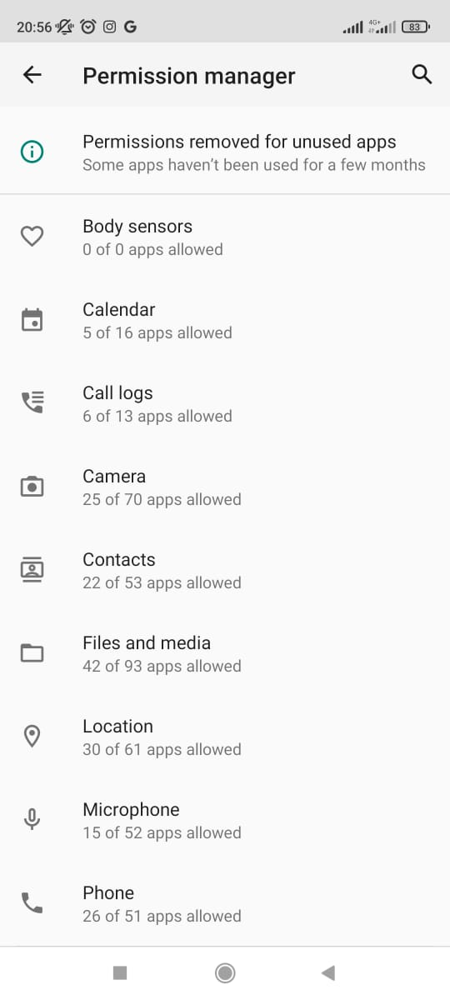 20:56 G 4G+ 83
Permission manager
Permissions removed for unused apps
Some apps haven't been used for a few months
Body sensors
0 of 0 apps allowed
Calendar
5 of 16 apps allowed
Call logs
6 of 13 apps allowed
Camera
25 of 70 apps allowed
Contacts
22 of 53 apps allowed
Files and media
42 of 93 apps allowed
Location
30 of 61 apps allowed
Microphone
15 of 52 apps allowed
Phone
26 of 51 apps allowed